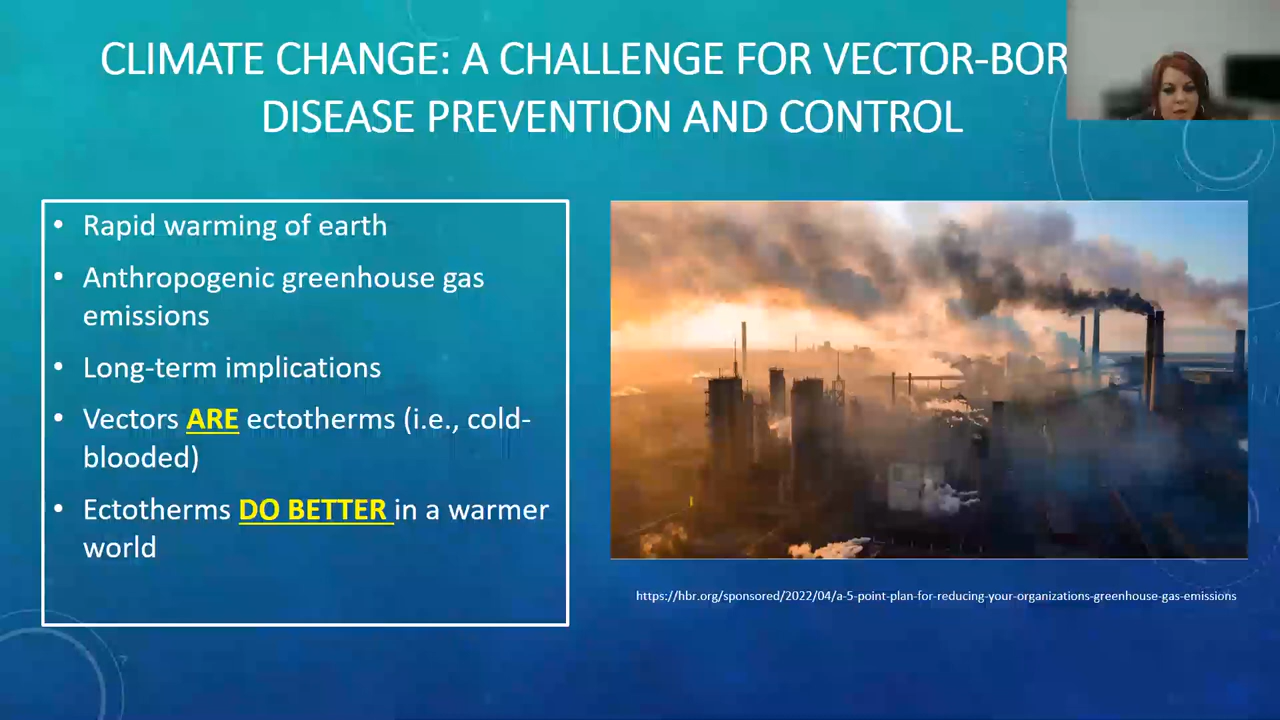 CLIMATE CHANGE: A CHALLENGE FOR VECTOR-BOR
DISEASE PREVENTION AND CONTROL
• Rapid warming of earth
• Anthropogenic greenhouse gas
emissions
• Long-term implications
• Vectors ARE ectotherms (i.e., cold-
blooded)
• Ectotherms DO BETTER in a warmer
world
https://hbr.org/sponsored/2022/04/a-5-point-plan-for-reducing-your-organizations-greenhouse-gas-emissions